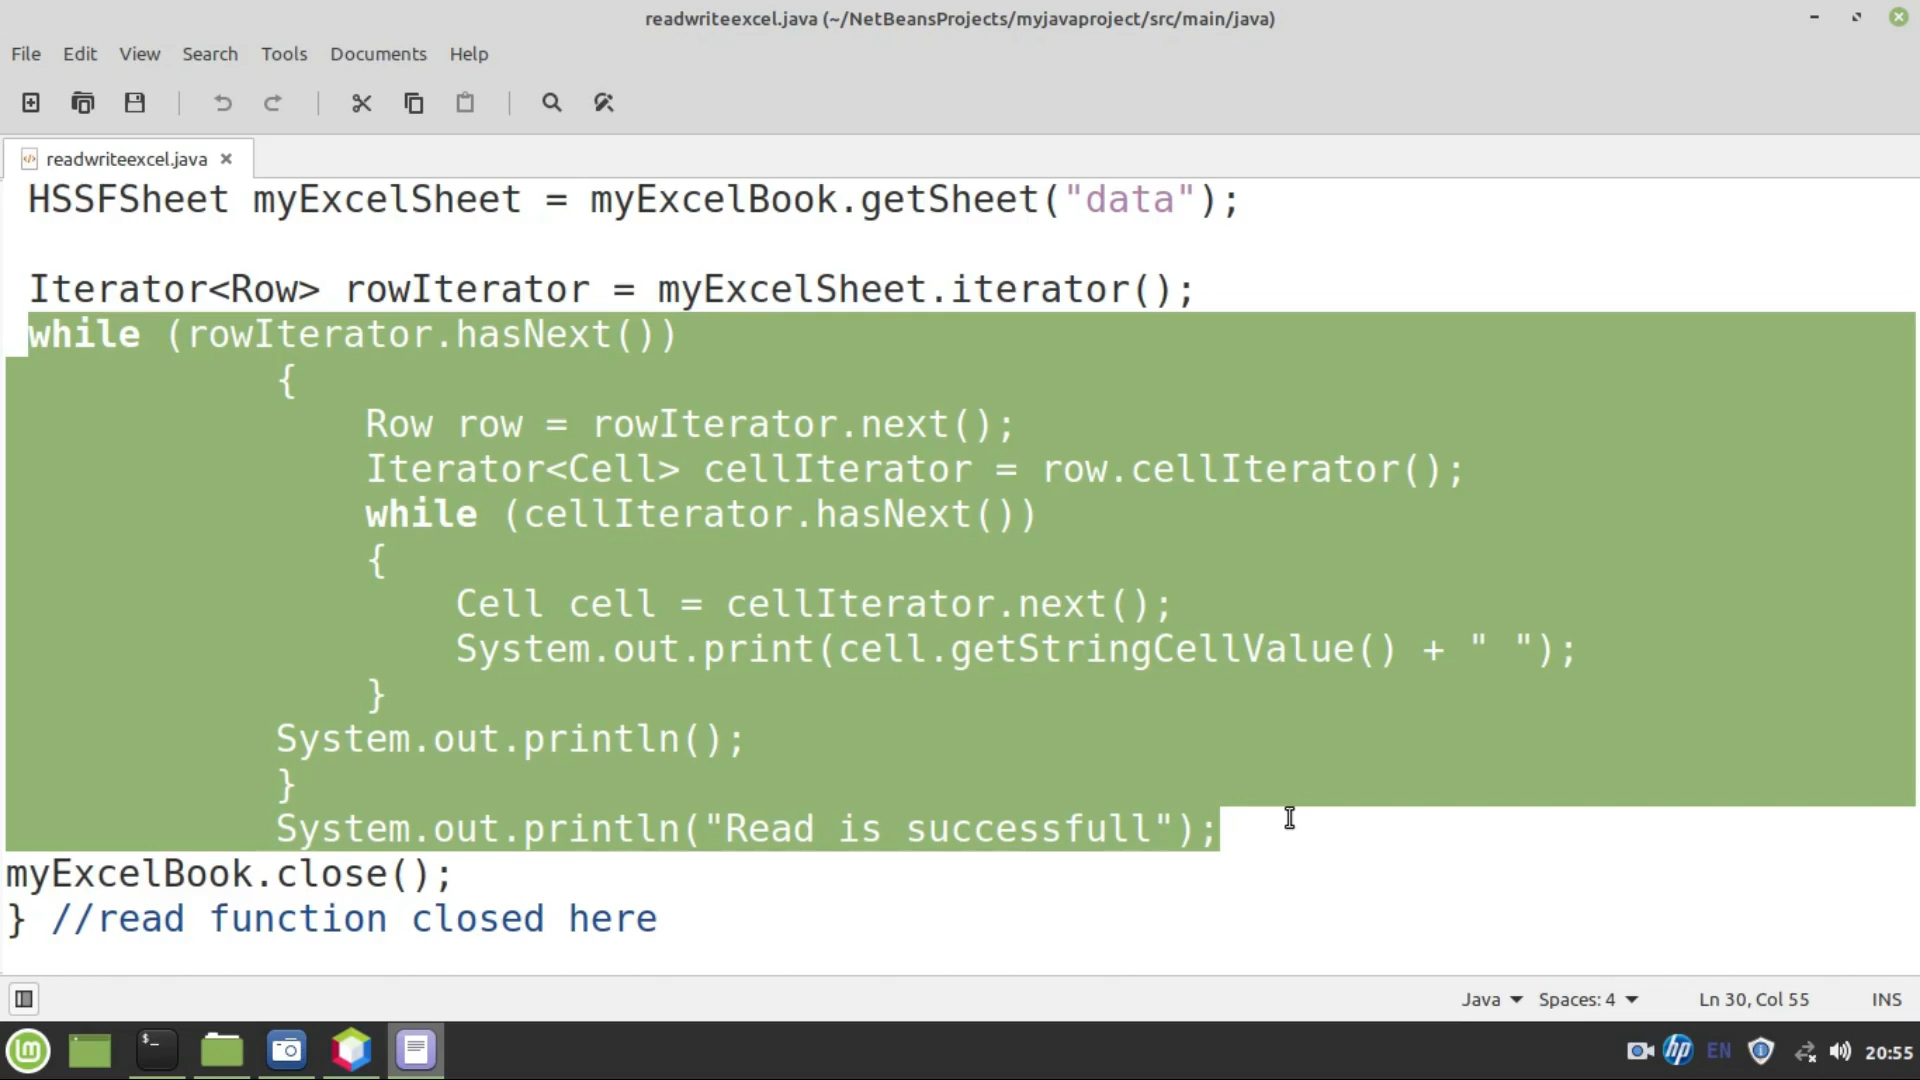 readwriteexcel.java (~/NetBeansProjects/myjavaproject/src/main/java)
File Edit View Search Tools Documents Help
readwriteexcel.java
HSSFSheet myExcelSheet = myExcelBook.getSheet("data");
Iterator<Row> rowIterator = myExcelSheet.iterator();
while (rowIterator.hasNext())
{
Row row = rowIterator.next();
Iterator<Cell> cellIterator = row.cellIterator();
while (cellIterator.hasNext())
{
Cell cell = cellIterator.next();
System.out.print(cell.getStringCellValue() + " ");
}
System.out.println();
}
System.out.println("Read is successfull");
myExcelBook.close();
} //read function closed here
Java Spaces: 4 Ln 30, Col 55 INS
lm $_ hp EN 20:55